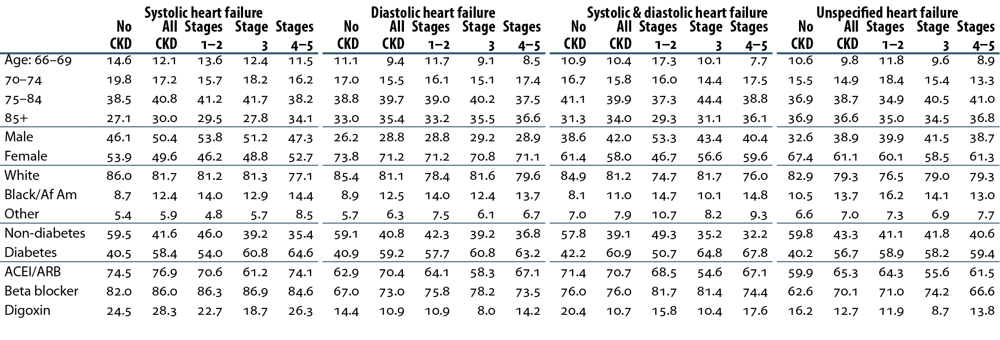 Systolic heart failure Diastolic heart failure Systolic & diastolic heart failure Unspecified heart failure
No All Stages Stage Stages No All Stages Stage Stages No All Stages Stage Stages No All Stages Stage Stages
CKD CKD 1–2 3 4–5 CKD CKD 1–2 3 4–5 CKD CKD 1–2 3 4–5 CKD CKD 1–2 3 4–5
Age: 66–69 14.6 12.1 13.6 12.4 11.5 11.1 9.4 11.7 9.1 8.5 10.9 10.4 17.3 10.1 7.7 10.6 9.8 11.8 9.6 8.9
70–74 19.8 17.2 15.7 18.2 16.2 17.0 15.5 16.1 15.1 17.4 16.7 15.8 16.0 14.4 17.5 15.5 14.9 18.4 15.4 13.3
75–84 38.5 40.8 41.2 41.7 38.2 38.8 39.7 39.0 40.2 37.5 41.1 39.9 37.3 44.4 38.8 36.9 38.7 34.9 40.5 41.0
85+ 27.1 30.0 29.5 27.8 34.1 33.0 35.4 33.2 35.5 36.6 31.3 34.0 29.3 31.1 36.1 36.9 36.6 35.0 34.5 36.8
Male 46.1 50.4 53.8 51.2 47.3 26.2 28.8 28.8 29.2 28.9 38.6 42.0 53.3 43.4 40.4 32.6 38.9 39.9 41.5 38.7
Female 53.9 49.6 46.2 48.8 52.7 73.8 71.2 71.2 70.8 71.1 61.4 58.0 46.7 56.6 59.6 67.4 61.1 60.1 58.5 61.3
White 86.0 81.7 81.2 81.3 77.1 85.4 81.1 78.4 81.6 79.6 84.9 81.2 74.7 81.7 76.0 82.9 79.3 76.5 79.0 79.3
Black/Af Am 8.7 12.4 14.0 12.9 14.4 8.9 12.5 14.0 12.4 13.7 8.1 11.0 14.7 10.1 14.8 10.5 13.7 16.2 14.1 13.0
Other 5.4 5.9 4.8 5.7 8.5 5.7 6.3 7.5 6.1 6.7 7.0 7.9 10.7 8.2 9.3 6.6 7.0 7.3 6.9 7.7
Non-diabetes 59.5 41.6 46.0 39.2 35.4 59.1 40.8 42.3 39.2 36.8 57.8 39.1 49.3 35.2 32.2 59.8 43.3 41.1 41.8 40.6
Diabetes 40.5 58.4 54.0 60.8 64.6 40.9 59.2 57.7 60.8 63.2 42.2 60.9 50.7 64.8 67.8 40.2 56.7 58.9 58.2 59.4
ACEI/ARB 74.5 76.9 70.6 61.2 74.1 62.9 70.4 64.1 58.3 67.1 71.4 70.7 68.5 54.6 67.1 59.9 65.3 64.3 55.6 61.5
Beta blocker 82.0 86.0 86.3 86.9 84.6 67.0 73.0 75.8 78.2 73.5 76.0 76.0 81.7 81.4 74.4 62.6 70.1 71.0 74.2 66.6
Digoxin 24.5 28.3 22.7 18.7 26.3 14.4 10.9 10.9 8.0 14.2 20.4 10.7 15.8 10.4 17.6 16.2 12.7 11.9 8.7 13.8